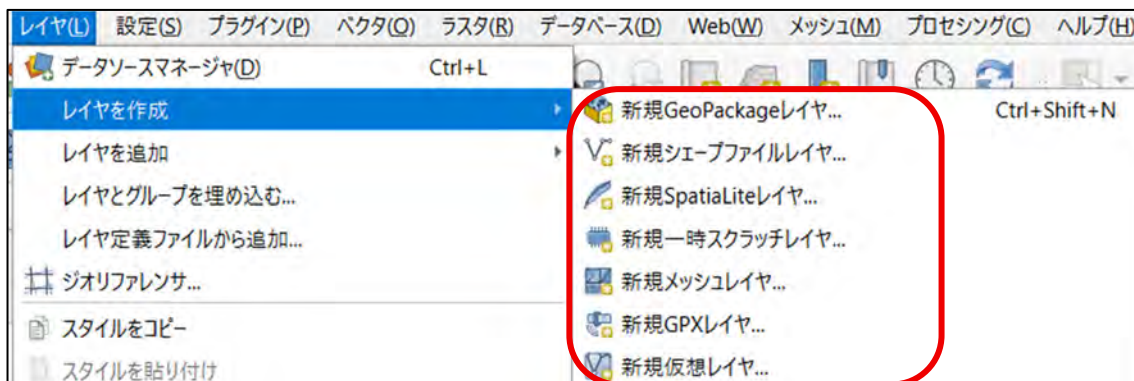 レイヤ(L) 設定(S) プラグイン(P) ベクタ(O) ラスタ(R) データベース(D) Web(W) メッシュ(M) プロセシング(C) ヘルプ(H)
データソースマネージャ(D) Ctrl+L
レイヤを作成
レイヤを追加
レイヤとグループを埋め込む...
レイヤ定義ファイルから追加...
ジオリファレンサ...
スタイルをコピー
スタイルを貼り付け
新規GeoPackageレイヤ... Ctrl+Shift+N
新規シェープファイルレイヤ...
新規SpatiaLiteレイヤ...
新規一時スクラッチレイヤ...
新規メッシュレイヤ...
新規GPXレイヤ...
新規仮想レイヤ...